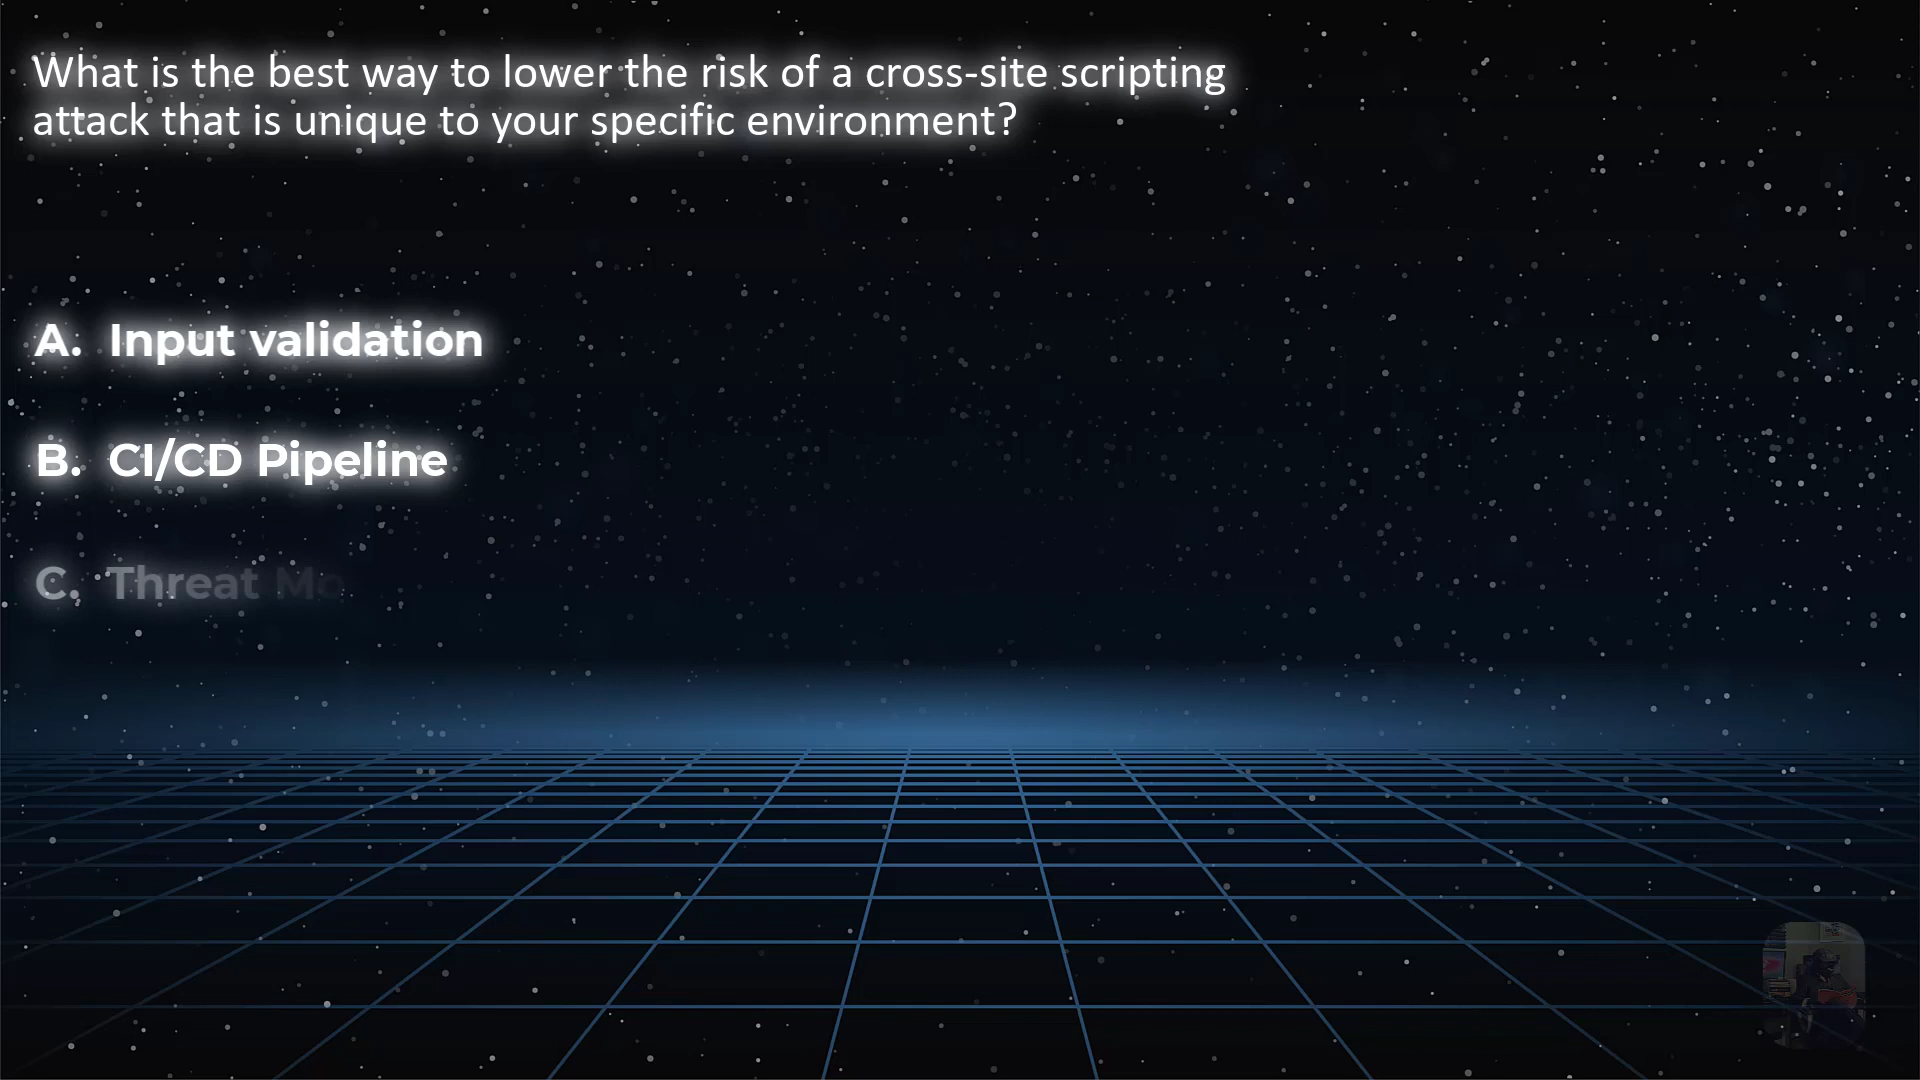 What is the best way to lower the risk of a cross-site scripting
attack that is unique to your specific environment?
A. Input validation
B. CI/CD Pipeline
C. Threat Mo